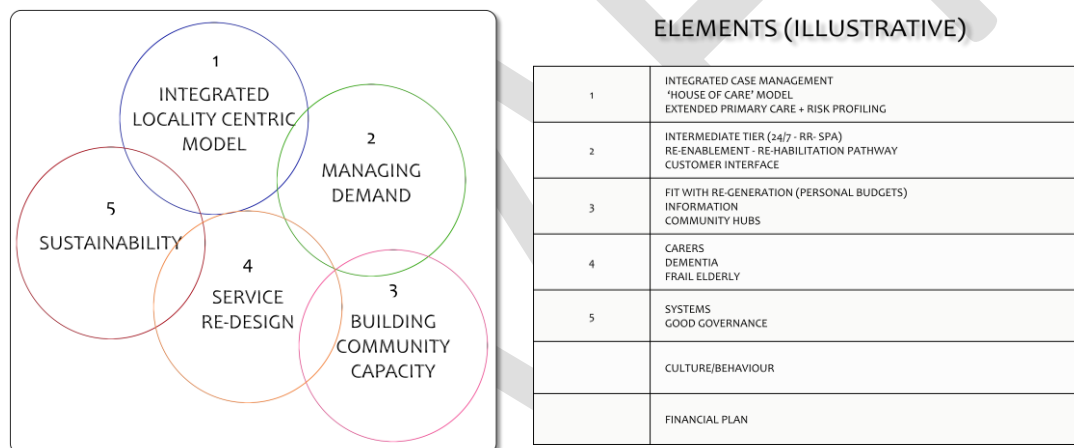 1
INTEGRATED
LOCALITY CENTRIC
MODEL
2
MANAGING
DEMAND
5
SUSTAINABILITY
4
SERVICE
RE-DESIGN
3
BUILDING
COMMUNITY
CAPACITY
ELEMENTS (ILLUSTRATIVE)
1
INTEGRATED CASE MANAGEMENT
‘HOUSE OF CARE’ MODEL
EXTENDED PRIMARY CARE + RISK PROFILING
2
INTERMEDIATE TIER (24/7 - RR- SPA)
RE-ENABLEMENT - RE-HABILITATION PATHWAY
CUSTOMER INTERFACE
3
FIT WITH RE-GENERATION (PERSONAL BUDGETS)
INFORMATION
COMMUNITY HUBS
4
CARERS
DEMENTIA
FRAIL ELDERLY
5
SYSTEMS
GOOD GOVERNANCE
CULTURE/BEHAVIOUR
FINANCIAL PLAN